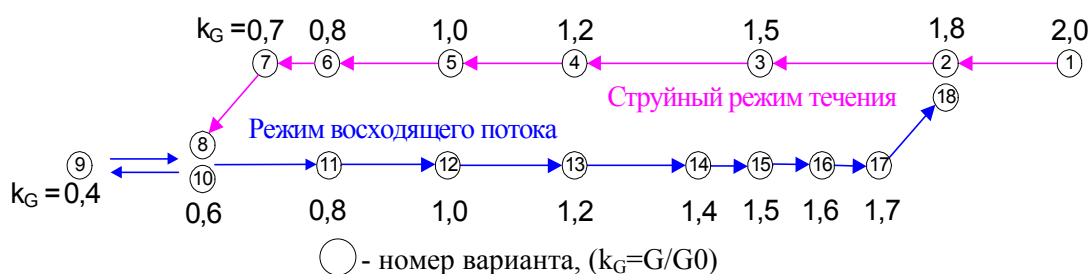 k_G = 0,7 0,8 1,0 1,2 1,5 1,8 2,0
7 6 5 4 3 2 1
18
Струйный режим течения
Режим восходящего потока
8
9 10 11 12 13 14 15 16 17
k_G = 0,4 0,6 0,8 1,0 1,2 1,4 1,5 1,6 1,7
- номер варианта, (k_G=G/G0)